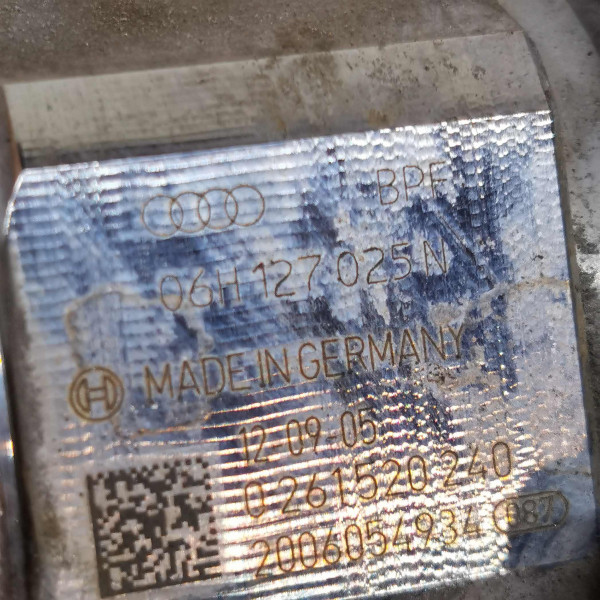 BPF
06H 127 025 N
MADE IN GERMANY
12-09-05
0 261 520 240
2006054934 087